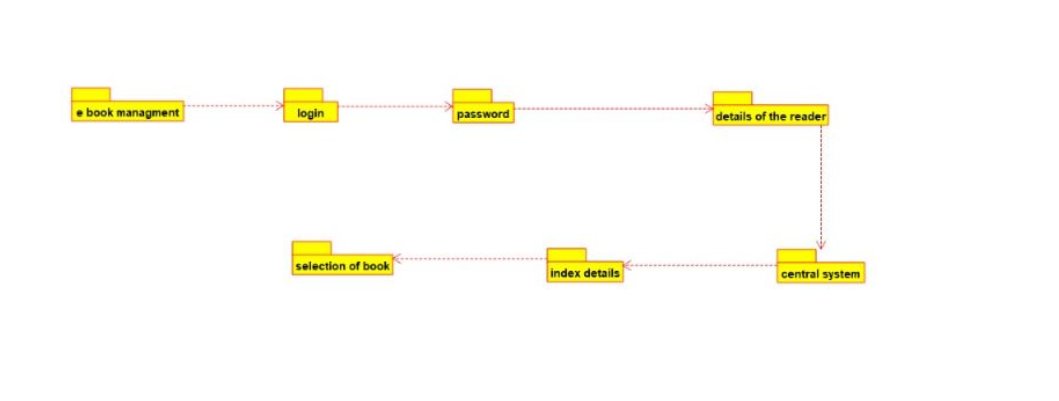 e book managment
login
password
details of the reader
selection of book
index details
central system